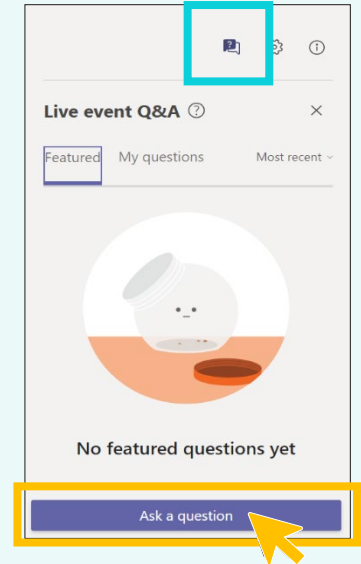 Live event Q&A
Featured My questions Most recent
No featured questions yet
Ask a question